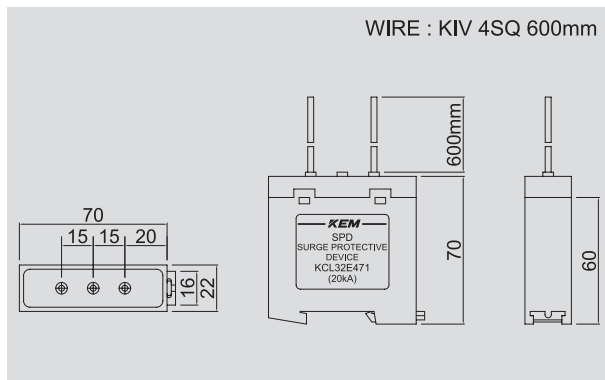 WIRE : KIV 4SQ 600mm
600mm
70
15 15 20
16
22
KEM
SPD
SURGE PROTECTIVE
DEVICE
KCL32E471
(20kA)
70
60